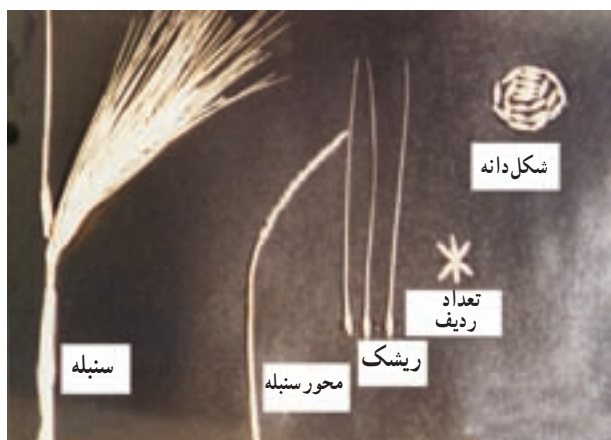 شکل دانه
تعداد
ردیف
ریشک
محور سنبله
سنبله